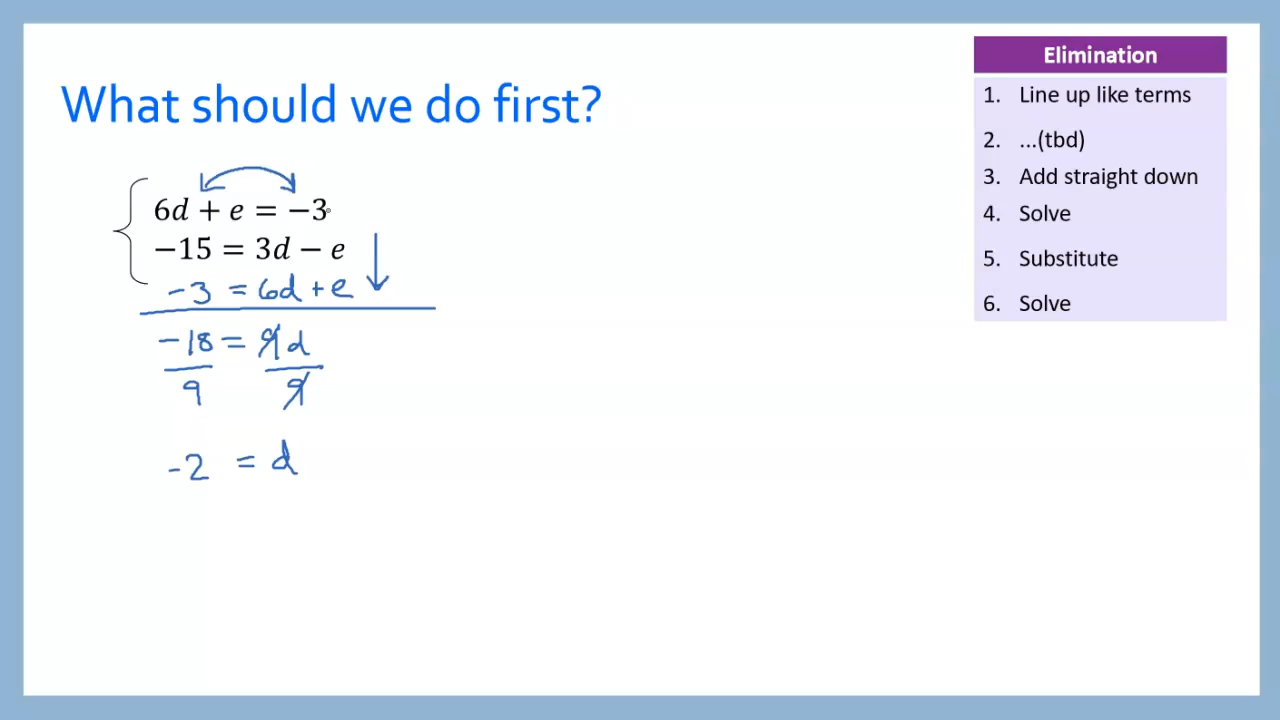 What should we do first?
6d + e = −3
−15 = 3d − e
-3 = 6d + e
-18 = 9d
9 9
-2 = d
Elimination
1. Line up like terms
2. ...(tbd)
3. Add straight down
4. Solve
5. Substitute
6. Solve